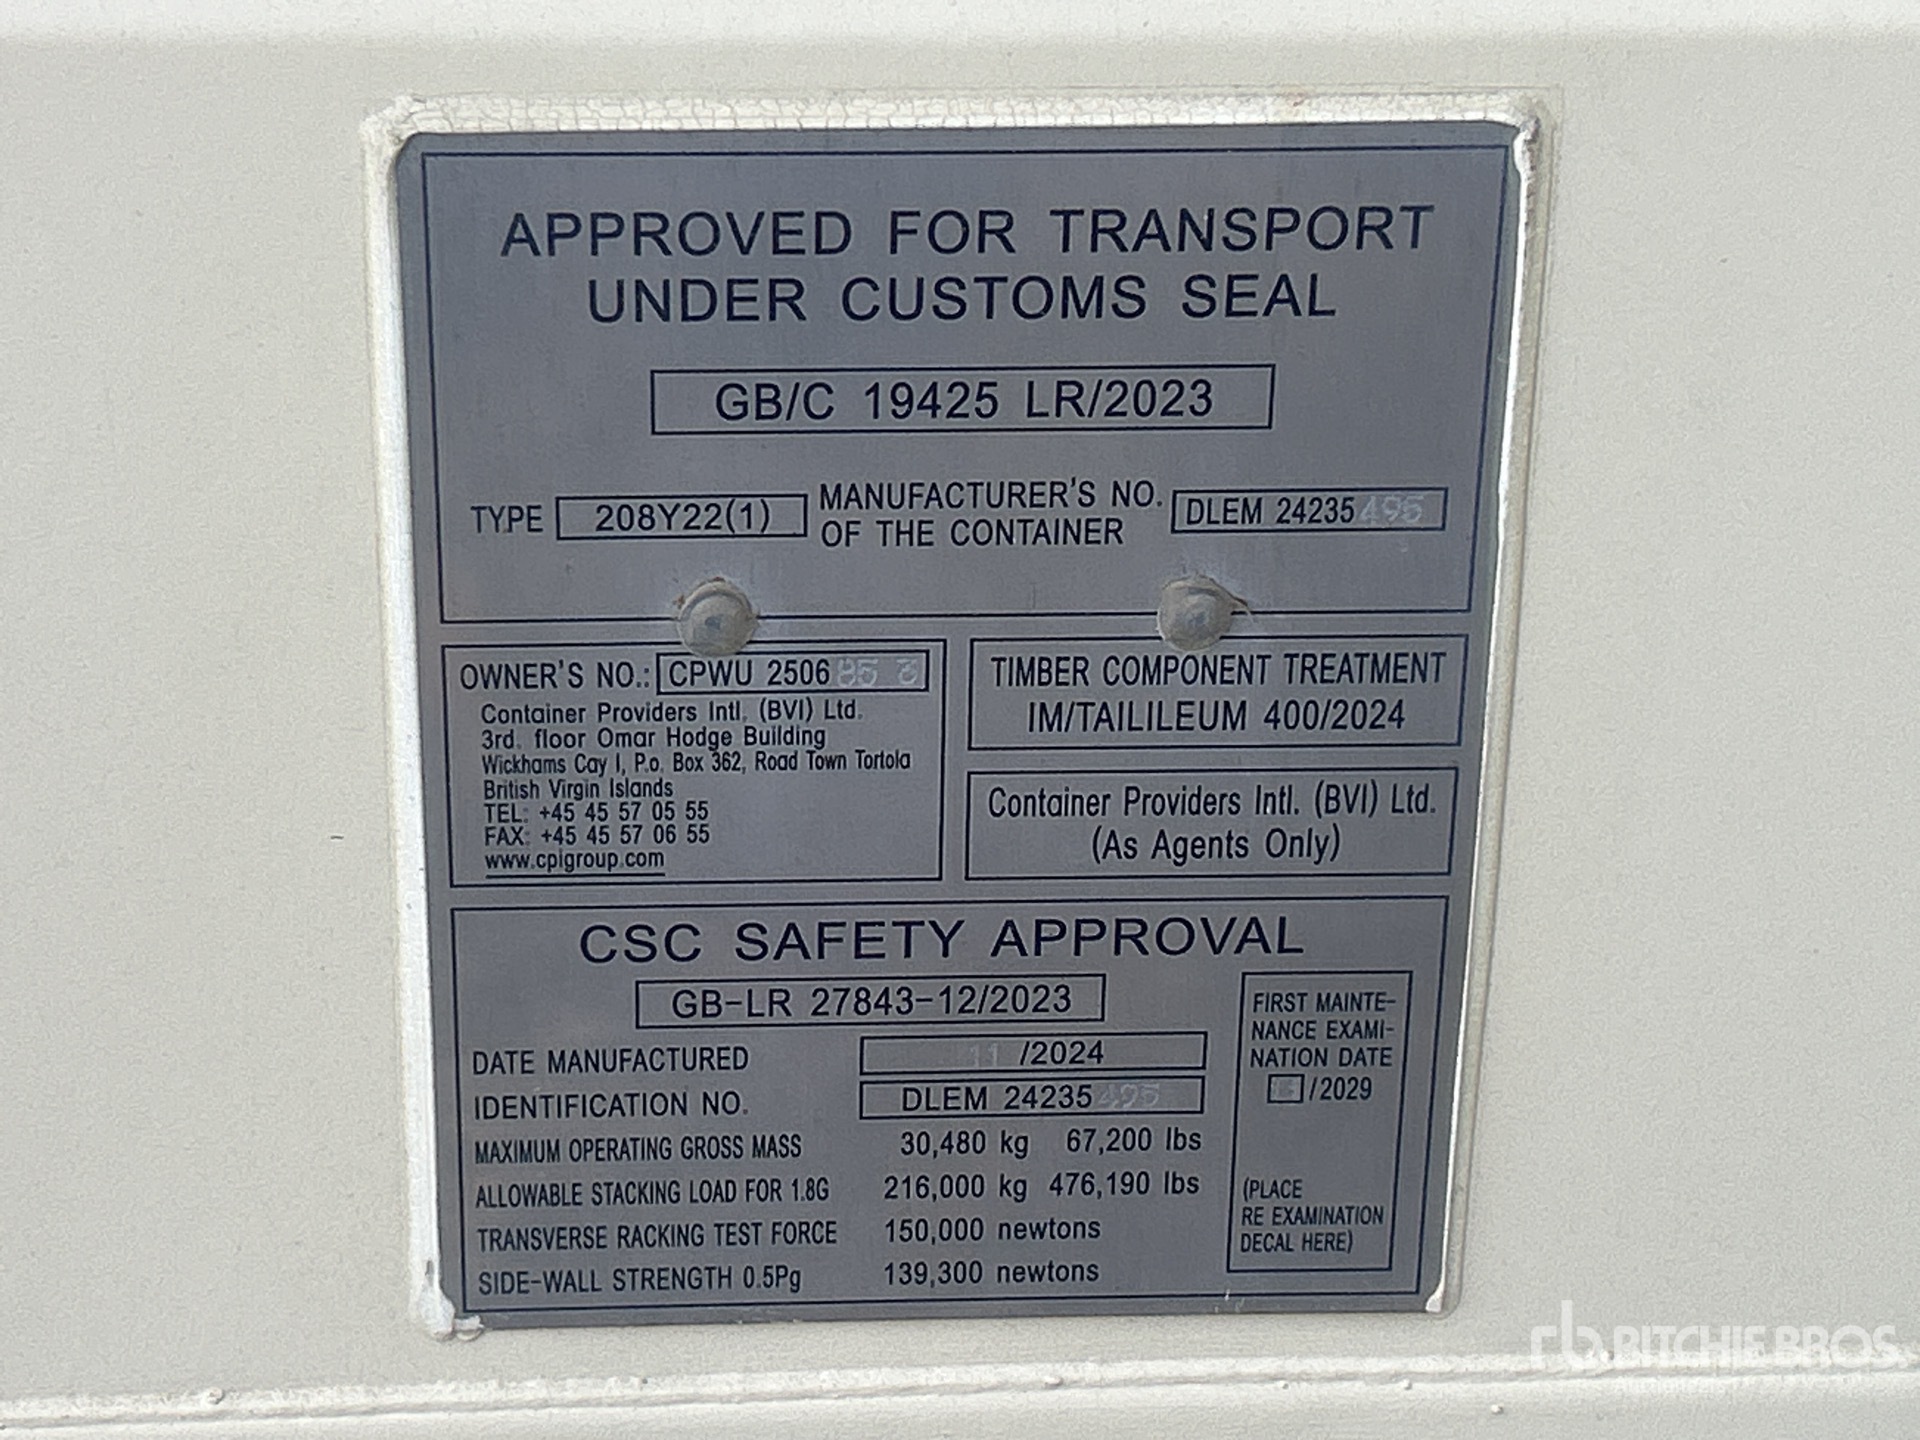 APPROVED FOR TRANSPORT
UNDER CUSTOMS SEAL
GB/C 19425 LR/2023
TYPE 208Y22(1) MANUFACTURER'S NO. OF THE CONTAINER DLEM 24235495
OWNER'S NO.: CPWU 2506 85 3
Container Providers Intl. (BVI) Ltd.
3rd. floor Omar Hodge Building
Wickhams Cay I, P.o. Box 362, Road Town Tortola
British Virgin Islands
TEL: +45 45 57 05 55
FAX: +45 45 57 06 55
www.cpigroup.com
TIMBER COMPONENT TREATMENT
IM/TAILILEUM 400/2024
Container Providers Intl. (BVI) Ltd.
(As Agents Only)
CSC SAFETY APPROVAL
GB-LR 27843-12/2023
DATE MANUFACTURED 11 /2024
IDENTIFICATION NO. DLEM 24235495
MAXIMUM OPERATING GROSS MASS 30,480 kg 67,200 lbs
ALLOWABLE STACKING LOAD FOR 1.8G 216,000 kg 476,190 lbs
TRANSVERSE RACKING TEST FORCE 150,000 newtons
SIDE-WALL STRENGTH 0.5Pg 139,300 newtons
FIRST MAINTE-
NANCE EXAMI-
NATION DATE
/2029
(PLACE
RE EXAMINATION
DECAL HERE)
rb RITCHIE BROS.